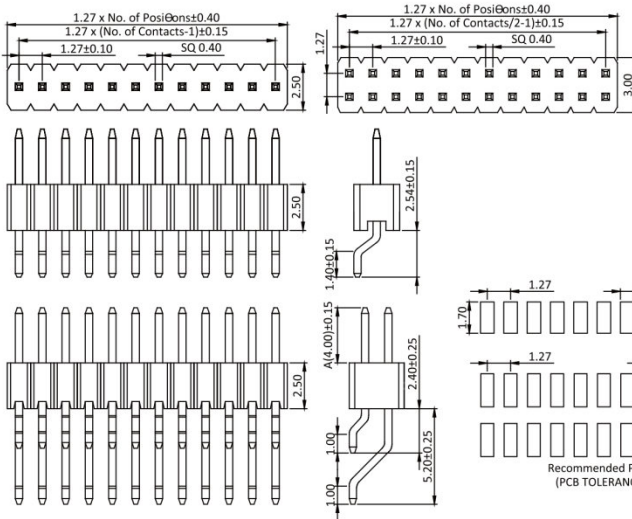 1.27 x No. of PosiӨons±0.40
1.27 x (No. of Contacts-1)±0.15
1.27±0.10
SQ 0.40
2.50
1.27 x No. of PosiӨons±0.40
1.27 x (No. of Contacts/2-1)±0.15
1.27
1.27±0.10
SQ 0.40
3.00
2.50
2.54±0.15
1.40±0.15
1.27
1.70
A(4.00)±0.15
2.50
2.40±0.25
1.27
1.00
5.20±0.25
1.00
Recommended P
(PCB TOLERANC